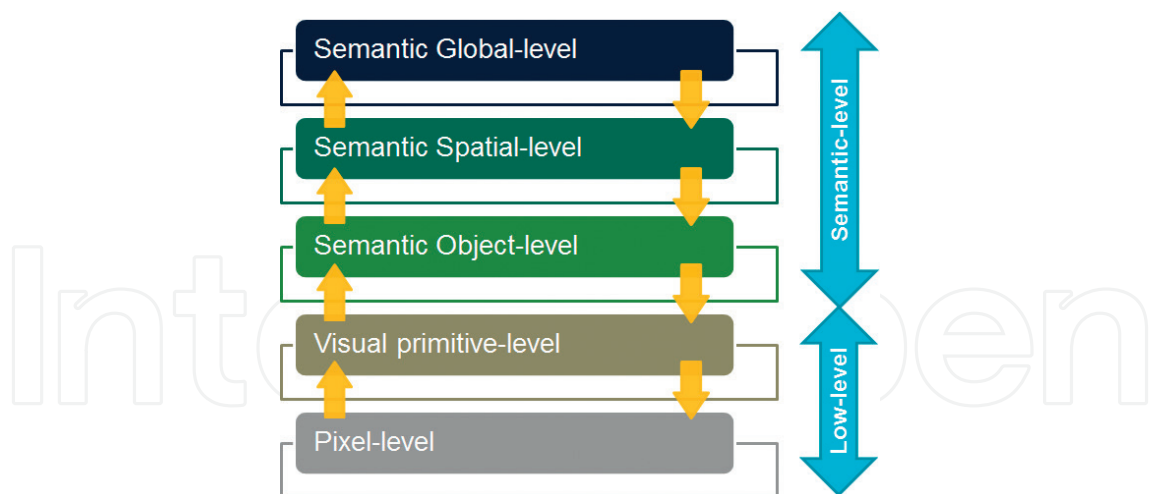 Semantic Global-level
Semantic Spatial-level
Semantic Object-level
Visual primitive-level
Pixel-level
Semantic-level
Low-level